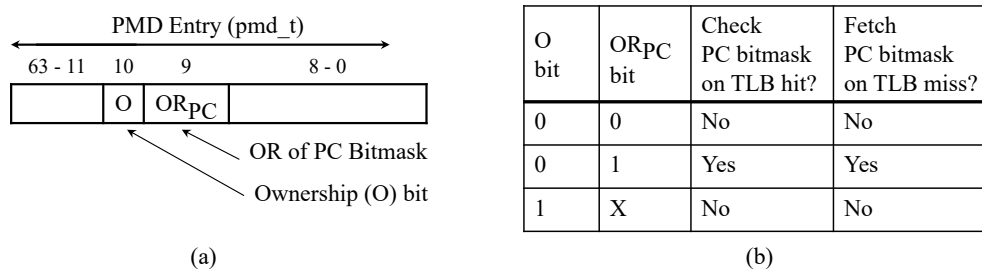 PMD Entry (pmd_t)
63 - 11 10 9 8 - 0
O ORPC
OR of PC Bitmask
Ownership (O) bit
(a)
O bit ORPC bit Check PC bitmask on TLB hit? Fetch PC bitmask on TLB miss?
0 0 No No
0 1 Yes Yes
1 X No No
(b)